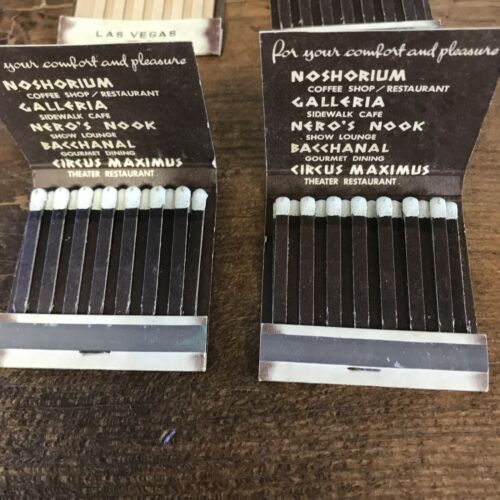 LAS VEGAS
your comfort and pleasure
NOSHORIUM
COFFEE SHOP/RESTAURANT
GALLERIA
SIDEWALK CAFE
NERO'S NOOK
SHOW LOUNGE
BACCHANAL
GOURMET DINING
CIRCUS MAXIMUS
THEATER RESTAURANT
for your comfort and pleasure
NOSHORIUM
COFFEE SHOP/RESTAURANT
GALLERIA
SIDEWALK CAFE
NERO'S NOOK
SHOW LOUNGE
BACCHANAL
GOURMET DINING
CIRCUS MAXIMUS
THEATER RESTAURANT